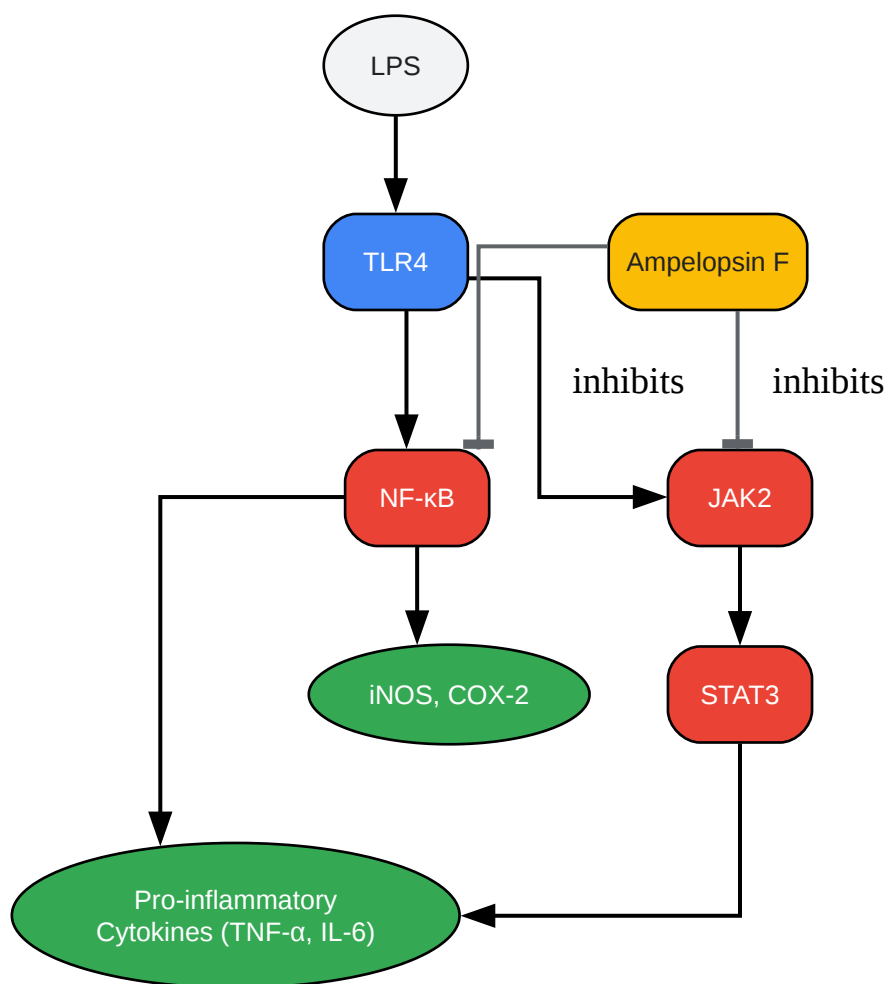 LPS
TLR4
Ampelopsin F
inhibits
inhibits
NF-κB
JAK2
iNOS, COX-2
STAT3
Pro-inflammatory
Cytokines (TNF-α, IL-6)